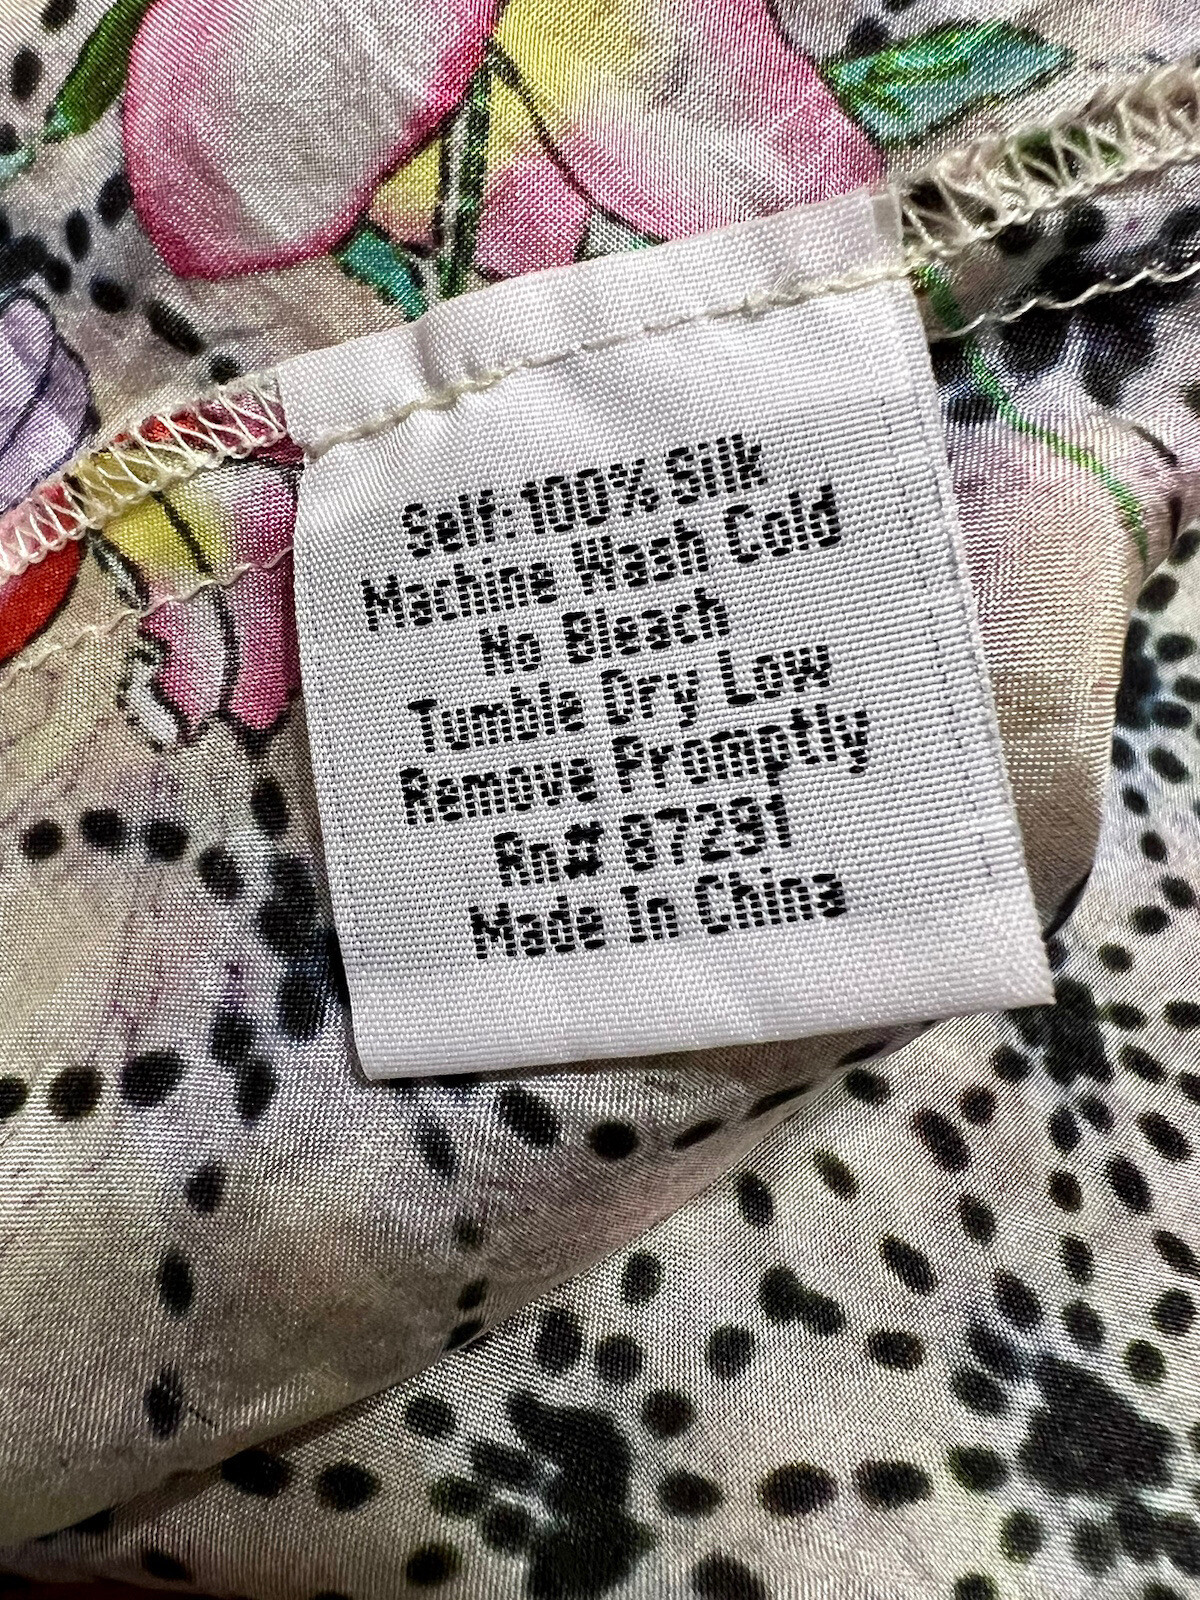 Self: 100% Silk
Machine Wash Cold
No Bleach
Tumble Dry Low
Remove Promptly
Rn# 87291
Made In China